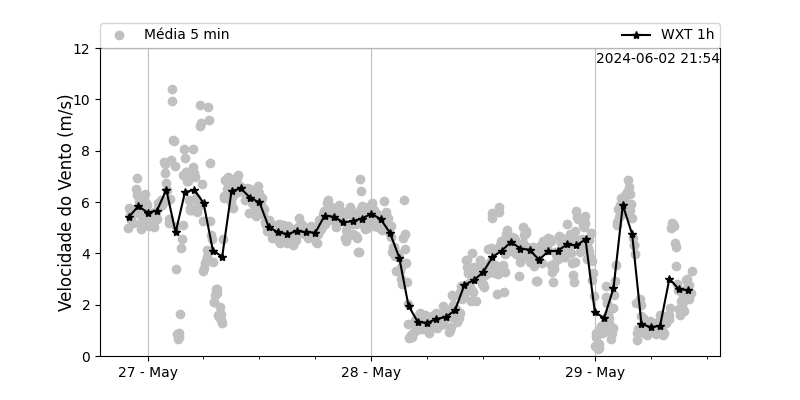 Média 5 min
WXT 1h
2024-06-02 21:54
Velocidade do Vento (m/s)
12
10
8
6
4
2
0
27 - May
28 - May
29 - May